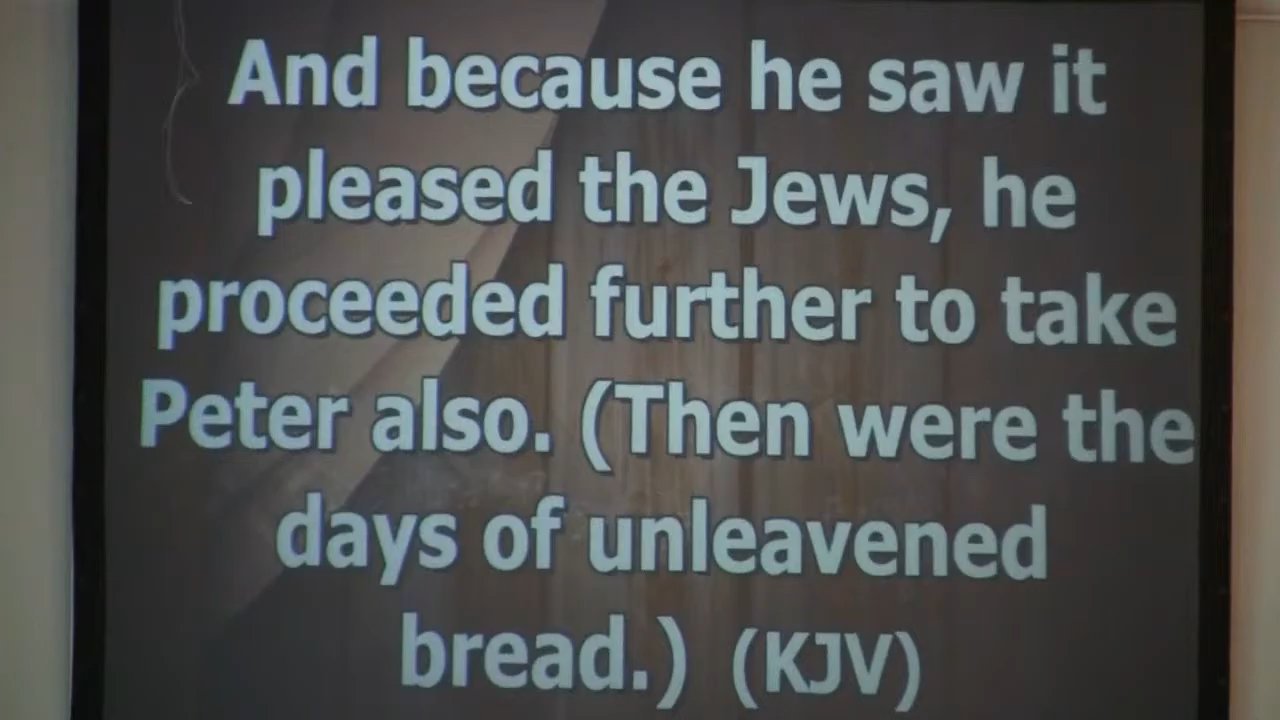 And because he saw it
pleased the Jews, he
proceeded further to take
Peter also. (Then were the
days of unleavened
bread.) (KJV)